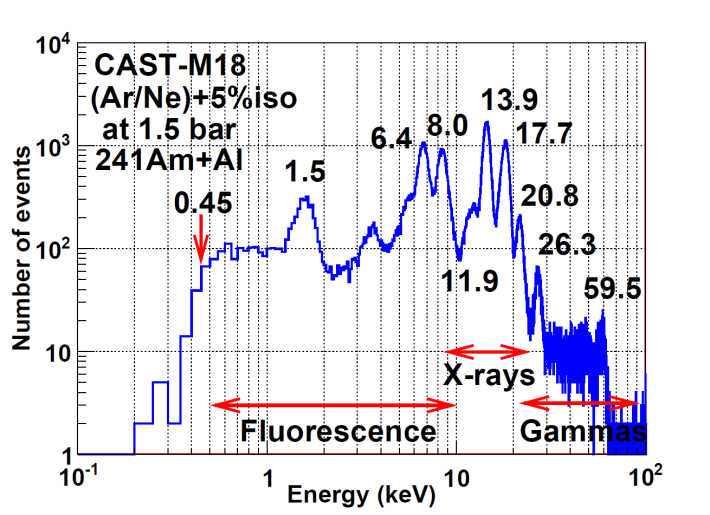 10^4
10^3
10^2
10
1
Number of events
CAST-M18
(Ar/Ne)+5%iso
at 1.5 bar
241Am+Al
0.45
1.5
6.4
8.0
13.9
17.7
20.8
26.3
11.9
59.5
X-rays
Fluorescence
Gammas
10^-1
1
10
10^2
Energy (keV)